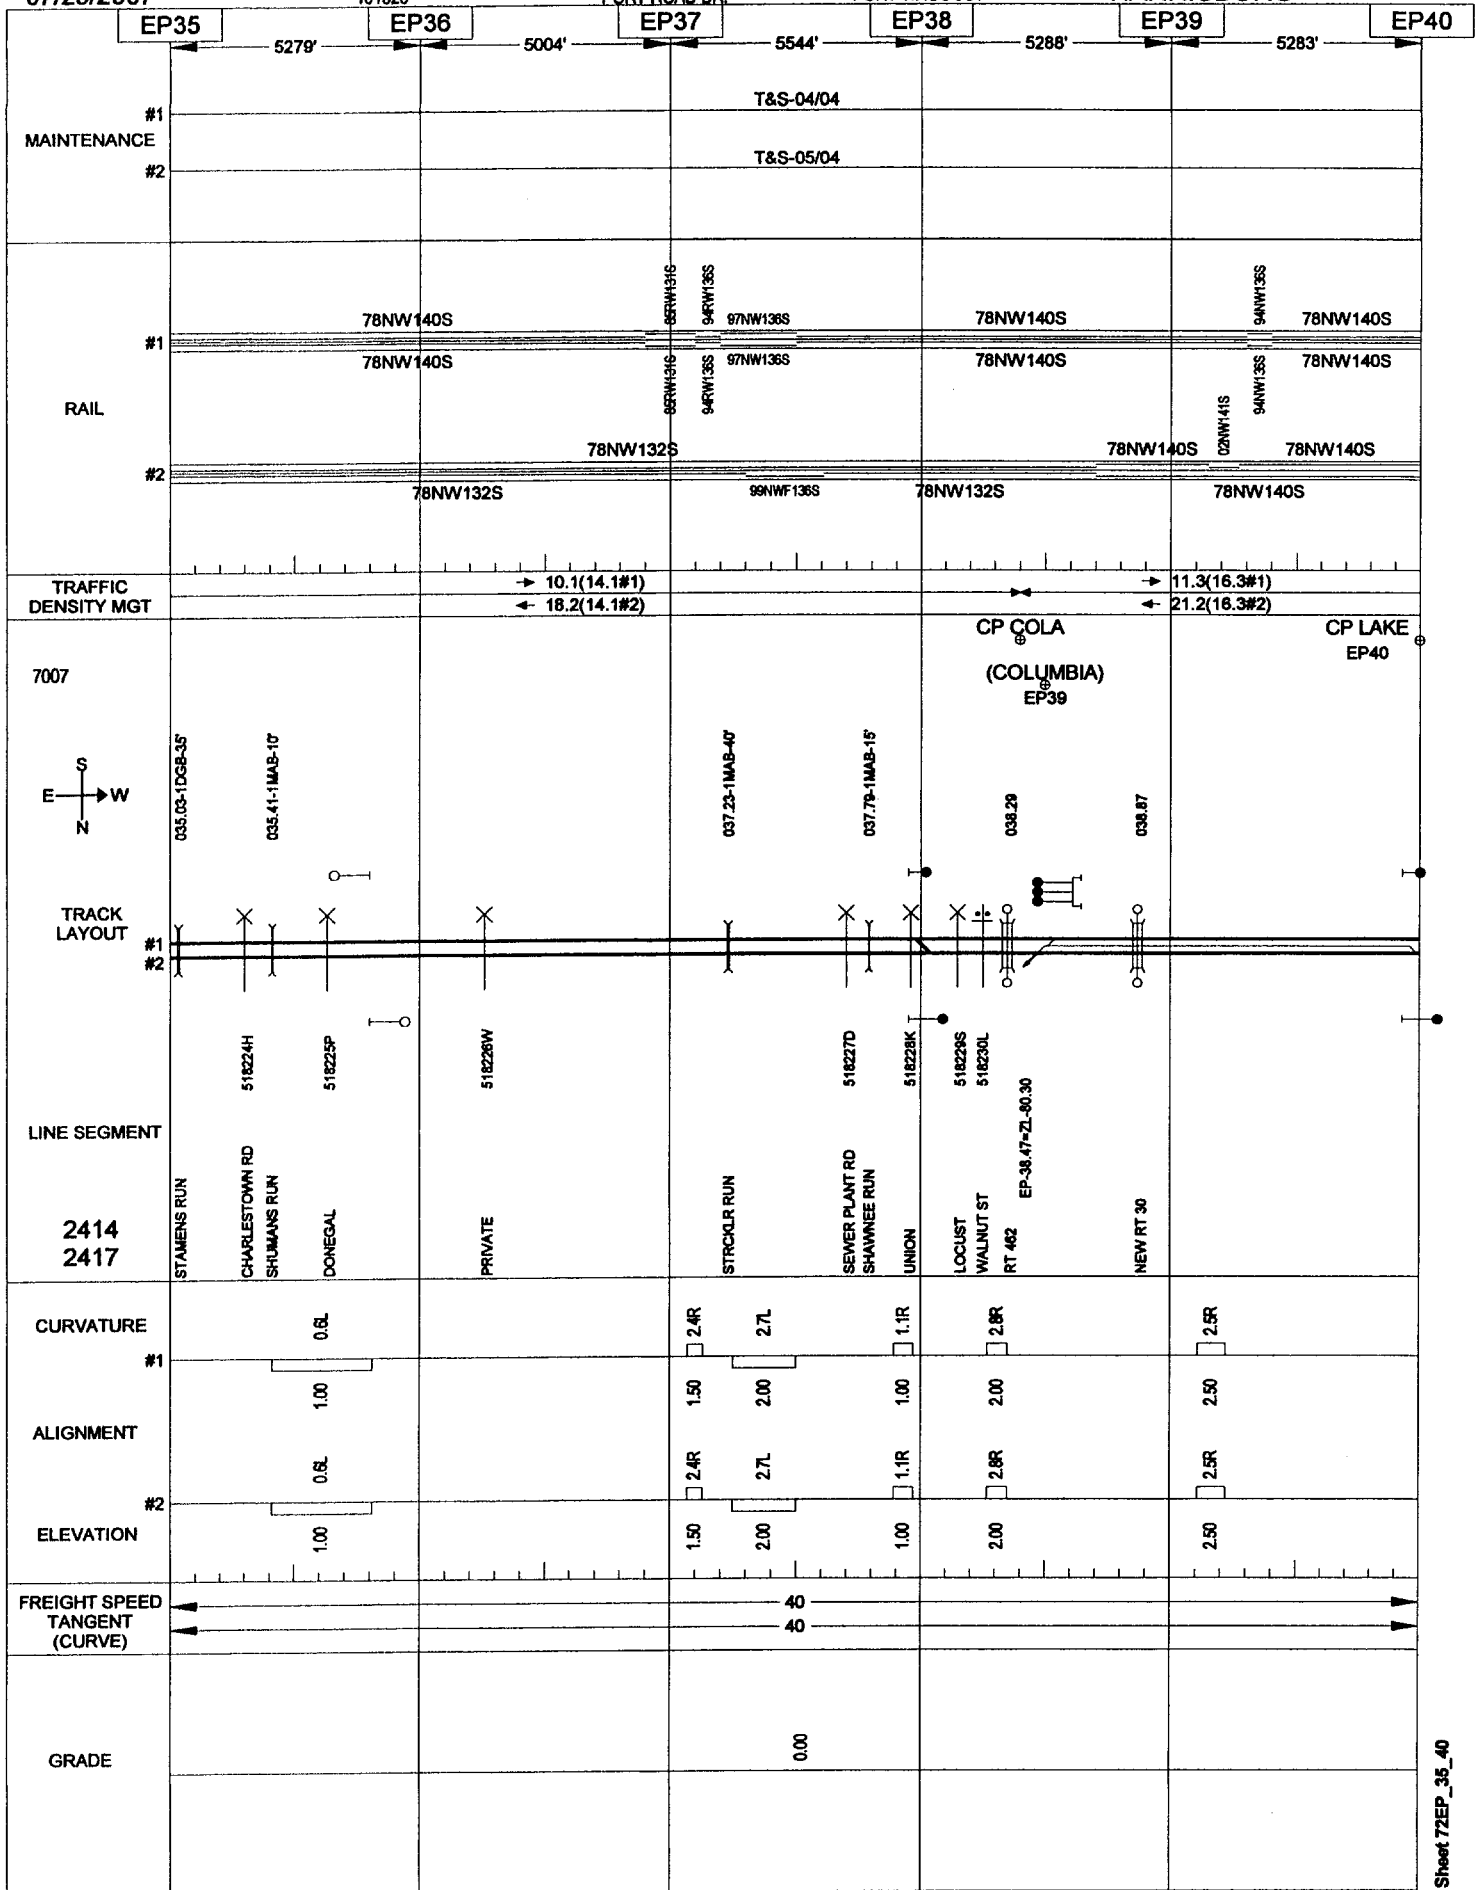 EP35 EP36 EP37 EP38 EP39 EP40
5279' 5004' 5544' 5288' 5283'
MAINTENANCE
#1 T&S-04/04
#2 T&S-05/04
RAIL
85RW131S 94RW136S 94NW136S
78NW140S 97NW136S 78NW140S 78NW140S
#1
78NW140S 97NW136S 78NW140S 78NW140S
85RW131S 94RW136S 94NW136S
02NW141S
78NW132S 78NW140S 78NW140S
#2
78NW132S 99NWF136S 78NW132S 78NW140S
TRAFFIC
DENSITY MGT
10.1(14.1#1) 11.3(16.3#1)
18.2(14.1#2) 21.2(16.3#2)
CP COLA CP LAKE
EP40
7007
(COLUMBIA)
EP39
S
E W
N
035.03-1DGB-35'
035.41-1MAB-10'
037.23-1MAB-40'
037.79-1MAB-15'
038.29
038.87
TRACK
LAYOUT
#1
#2
518224H
518225P
518226W
518227D
518228K
518229S
518230L
EP-38.47=ZL-80.30
LINE SEGMENT
2414
2417
STAMENS RUN
CHARLESTOWN RD
SHUMANS RUN
DONEGAL
PRIVATE
STRCKLR RUN
SEWER PLANT RD
SHAWNEE RUN
UNION
LOCUST
WALNUT ST
RT 462
NEW RT 30
CURVATURE
0.6L 2.4R 2.7L 1.1R 2.8R 2.5R
#1
1.00 1.50 2.00 1.00 2.00 2.50
ALIGNMENT
0.6L 2.4R 2.7L 1.1R 2.8R 2.5R
#2
ELEVATION
1.00 1.50 2.00 1.00 2.00 2.50
FREIGHT SPEED
TANGENT
(CURVE)
40
40
GRADE
0.00
Sheet 72EP_35_40